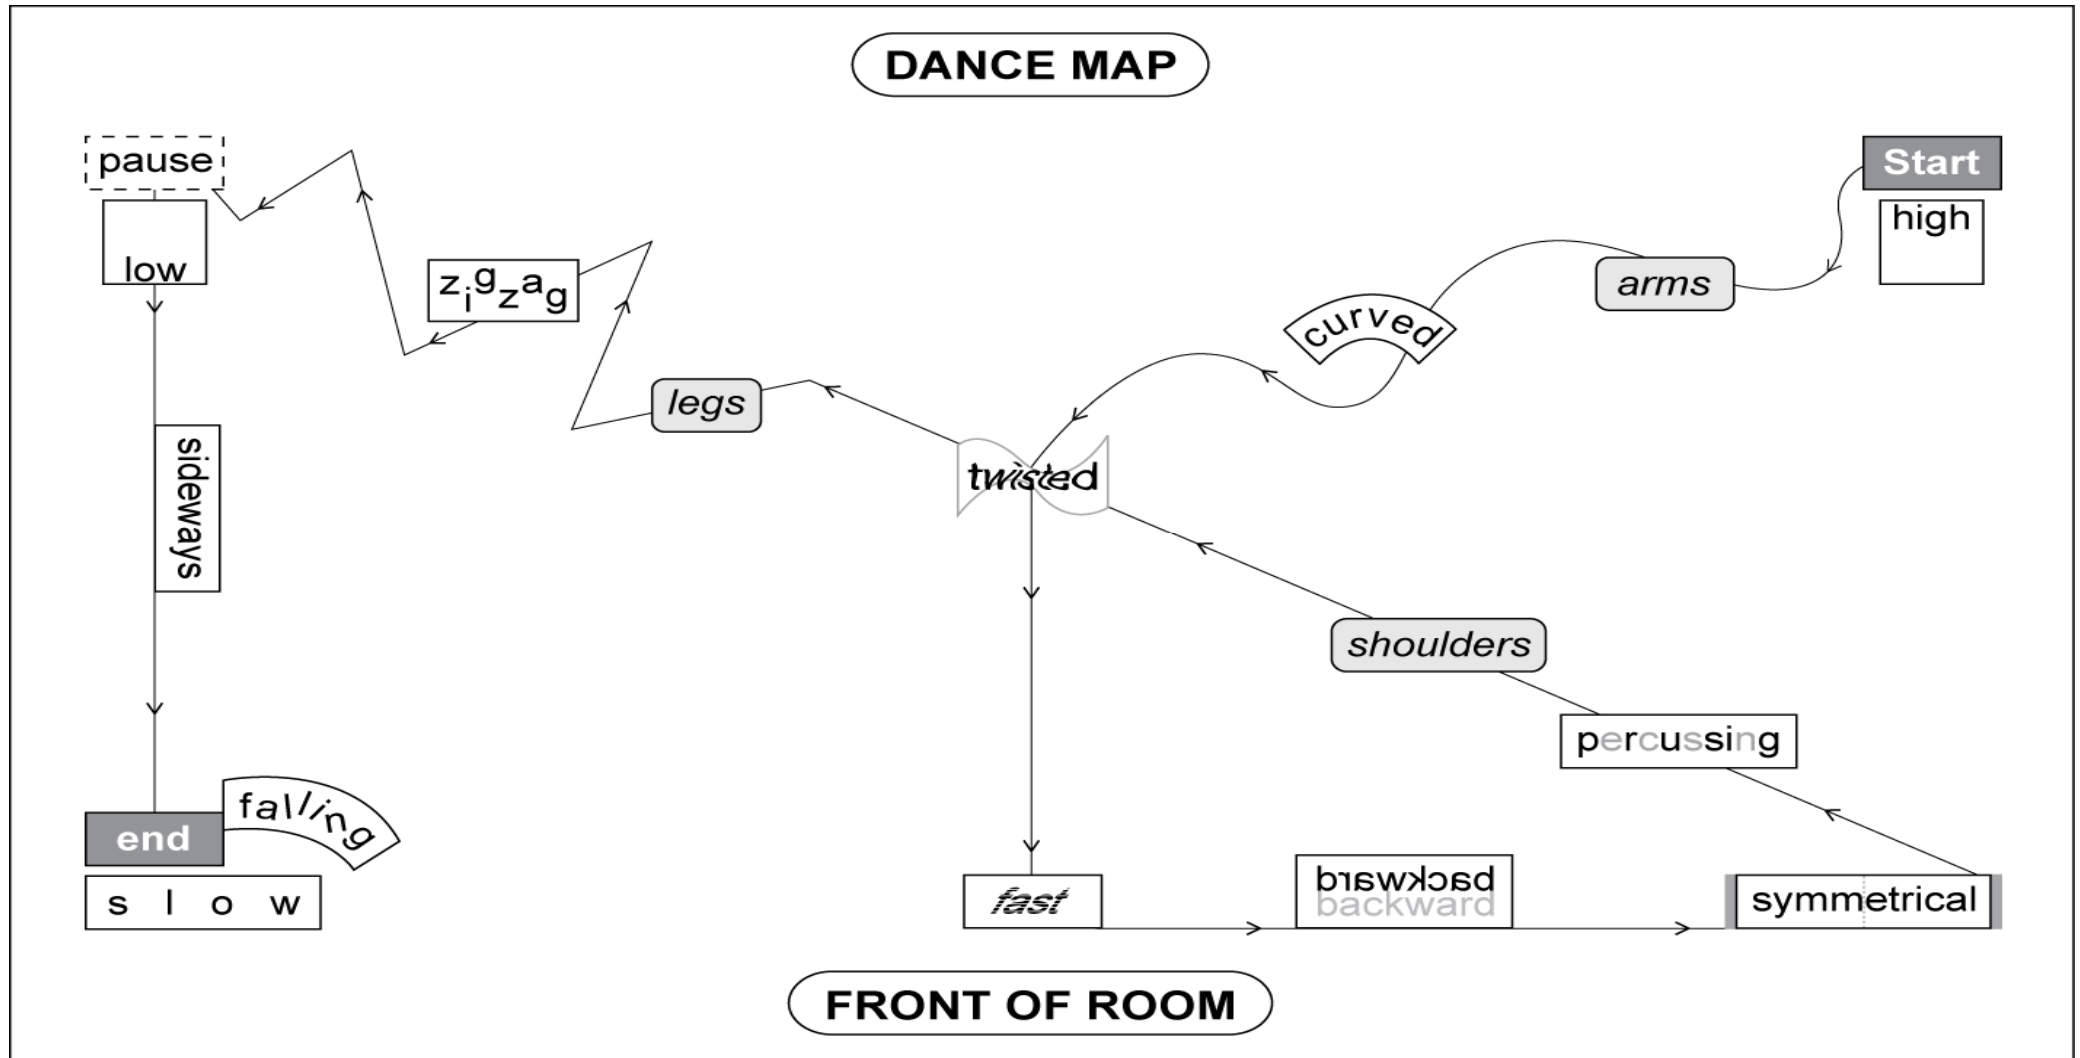 DANCE MAP
pause
Start
high
low
zigzag
arms
curved
legs
twisted
sideways
shoulders
percussing
falling
end
backward
backward
fast
symmetrical
s l o w
FRONT OF ROOM